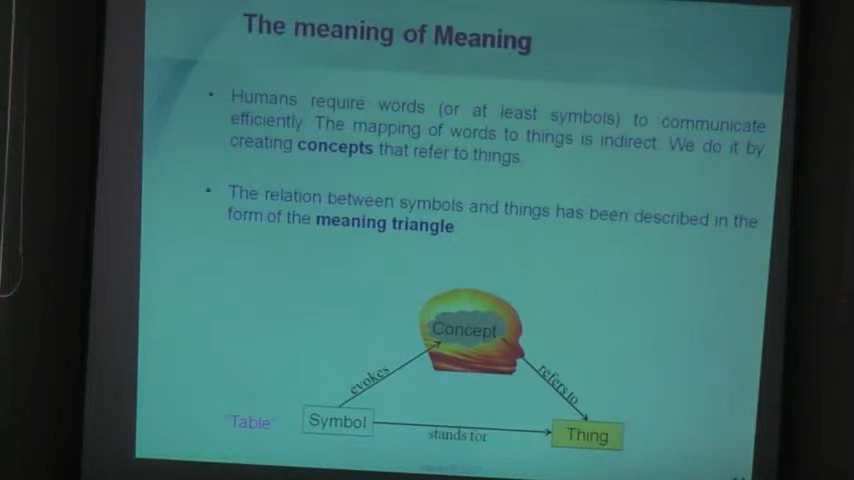 The meaning of Meaning
• Humans require words (or at least symbols) to communicate
efficiently. The mapping of words to things is indirect. We do it by
creating concepts that refer to things.
• The relation between symbols and things has been described in the
form of the meaning triangle
Concept
evokes
refers to
"Table"
Symbol
stands for
Thing